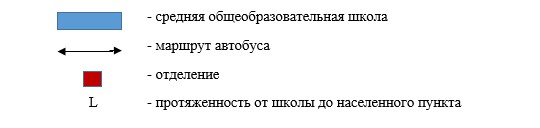 - средняя общеобразовательная школа
- маршрут автобуса
- отделение
L - протяженность от школы до населенного пункта